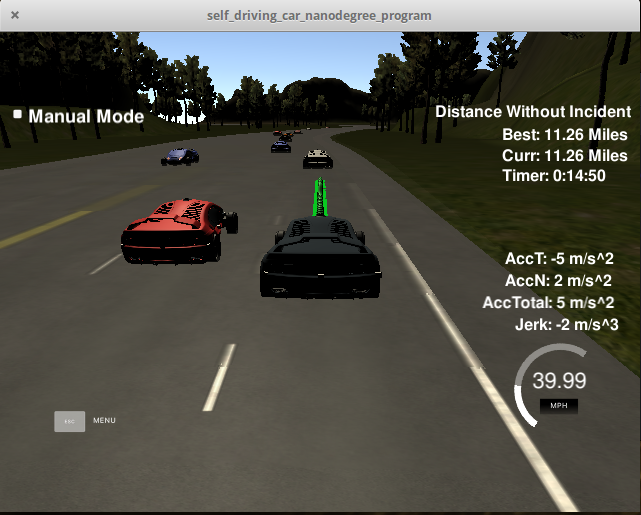 self_driving_car_nanodegree_program
Manual Mode
Distance Without Incident
Best: 11.26 Miles
Curr: 11.26 Miles
Timer: 0:14:50
AccT: -5 m/s^2
AccN: 2 m/s^2
AccTotal: 5 m/s^2
Jerk: -2 m/s^3
39.99
MPH
ESC MENU